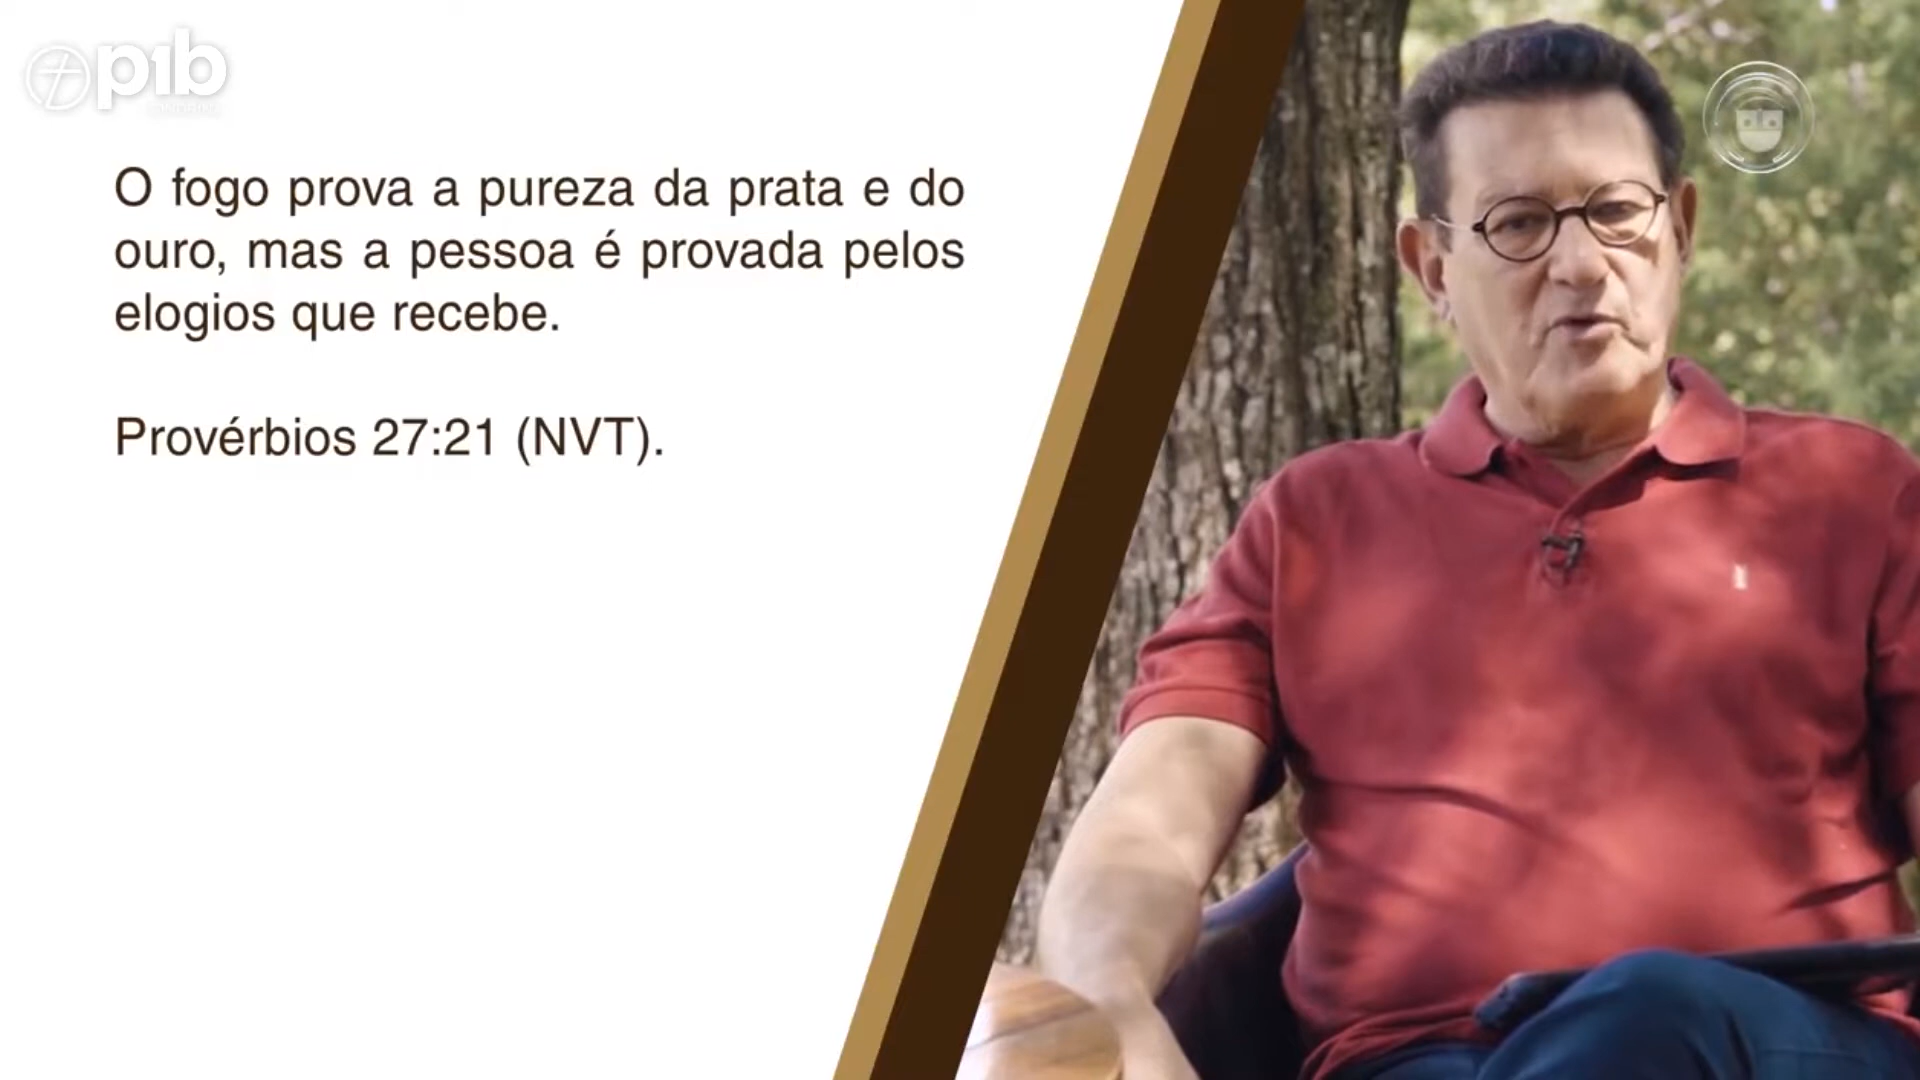 pib
O fogo prova a pureza da prata e do
ouro, mas a pessoa é provada pelos
elogios que recebe.
Provérbios 27:21 (NVT).